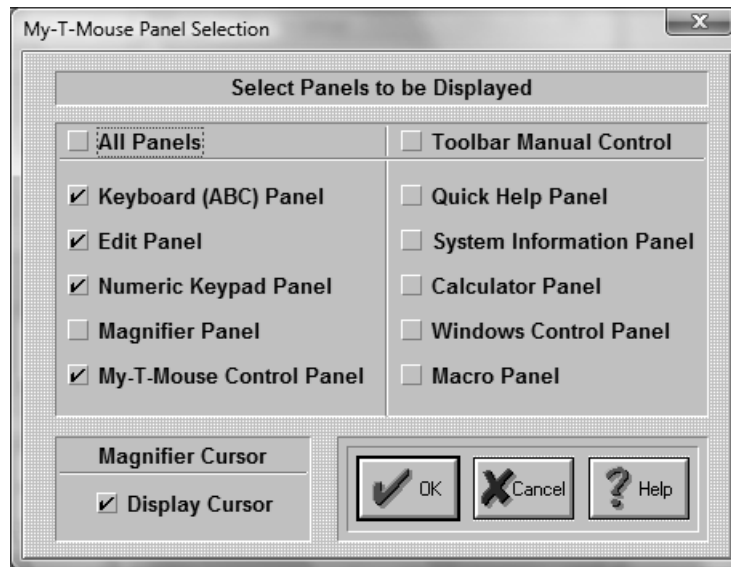 My-T-Mouse Panel Selection
X
Select Panels to be Displayed
All Panels
Toolbar Manual Control
Keyboard (ABC) Panel
Quick Help Panel
Edit Panel
System Information Panel
Numeric Keypad Panel
Calculator Panel
Magnifier Panel
Windows Control Panel
My-T-Mouse Control Panel
Macro Panel
Magnifier Cursor
Display Cursor
OK
Cancel
Help